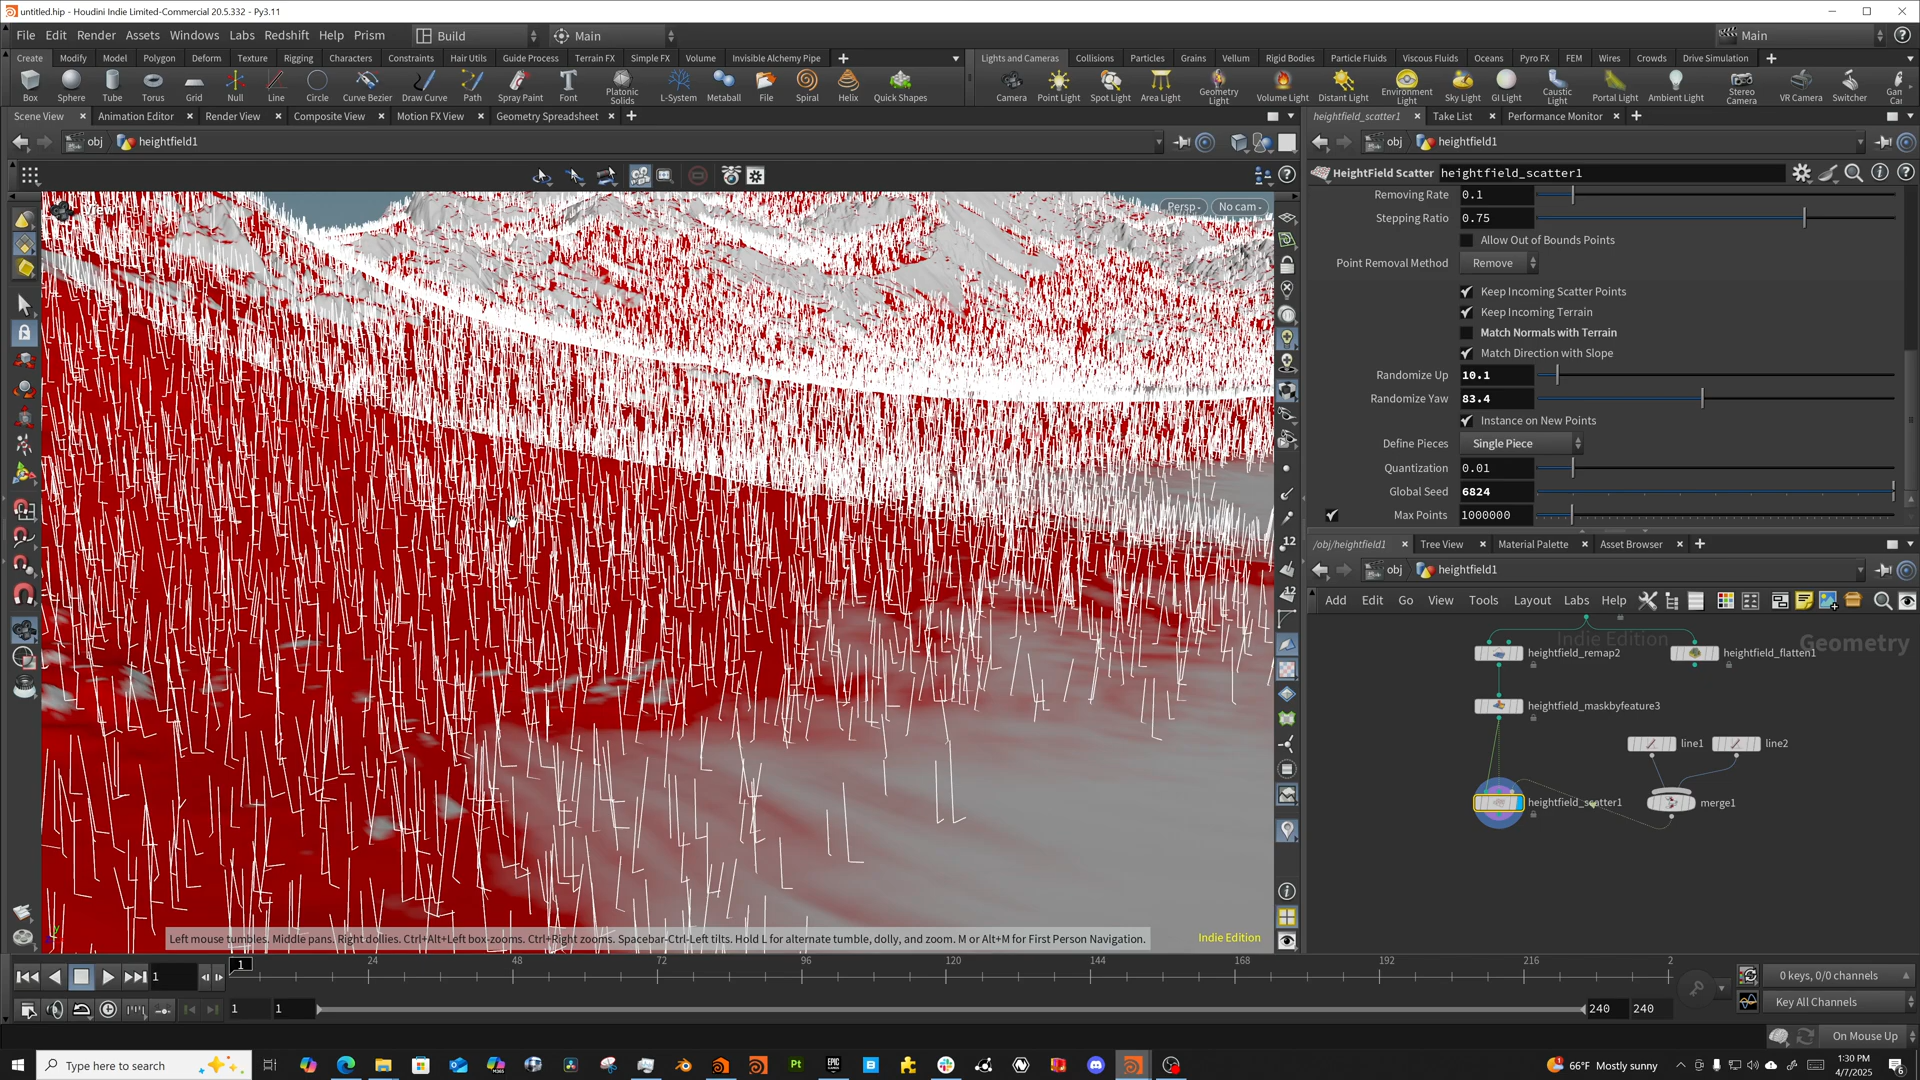 untitled.hip - Houdini Indie Limited-Commercial 20.5.332 - Py3.11
File Edit Render Assets Windows Labs Redshift Help Prism Build Main Main
Create Modify Model Polygon Deform Texture Rigging Characters Constraints Hair Utils Guide Process Terrain FX Simple FX Volume Invisible Alchemy Pipe Lights and Cameras Collisions Particles Grains Vellum Rigid Bodies Particle Fluids Viscous Fluids Oceans Pyro FX FEM Wires Crowds Drive Simulation
Box Sphere Tube Torus Grid Null Line Circle Curve Bezier Draw Curve Path Spray Paint Font Platonic Solids L-System Metaball File Spiral Helix Quick Shapes Camera Point Light Spot Light Area Light Geometry Light Volume Light Distant Light Environment Light Sky Light GI Light Caustic Light Portal Light Ambient Light Stereo Camera VR Camera Switcher
Scene View Animation Editor Render View Composite View Motion FX View Geometry Spreadsheet heightfield_scatter1 Take List Performance Monitor
obj heightfield1 obj heightfield1
HeightField Scatter heightfield_scatter1
Persp No cam
Removing Rate 0.1
Stepping Ratio 0.75
Allow Out of Bounds Points
Point Removal Method Remove
Keep Incoming Scatter Points
Keep Incoming Terrain
Match Normals with Terrain
Match Direction with Slope
Randomize Up 10.1
Randomize Yaw 83.4
Instance on New Points
Define Pieces Single Piece
Quantization 0.01
Global Seed 6824
Max Points 1000000
/obj/heightfield1 Tree View Material Palette Asset Browser
obj heightfield1
Add Edit Go View Tools Layout Labs Help
Indie Edition Geometry
heightfield_remap2 heightfield_flatten1
heightfield_maskbyfeature3
line1 line2
heightfield_scatter1 merge1
12
12
Left mouse tumbles. Middle pans. Right dollies. Ctrl+Alt+Left box-zooms. Ctrl+Right zooms. Spacebar-Ctrl-Left tilts. Hold L for alternate tumble, dolly, and zoom. M or Alt+M for First Person Navigation.
Indie Edition
1 1 24 48 72 96 120 144 168 192 216 2 0 keys, 0/0 channels
1 1 240 240 Key All Channels
On Mouse Up
Type here to search 66°F Mostly sunny 1:30 PM
4/7/2025